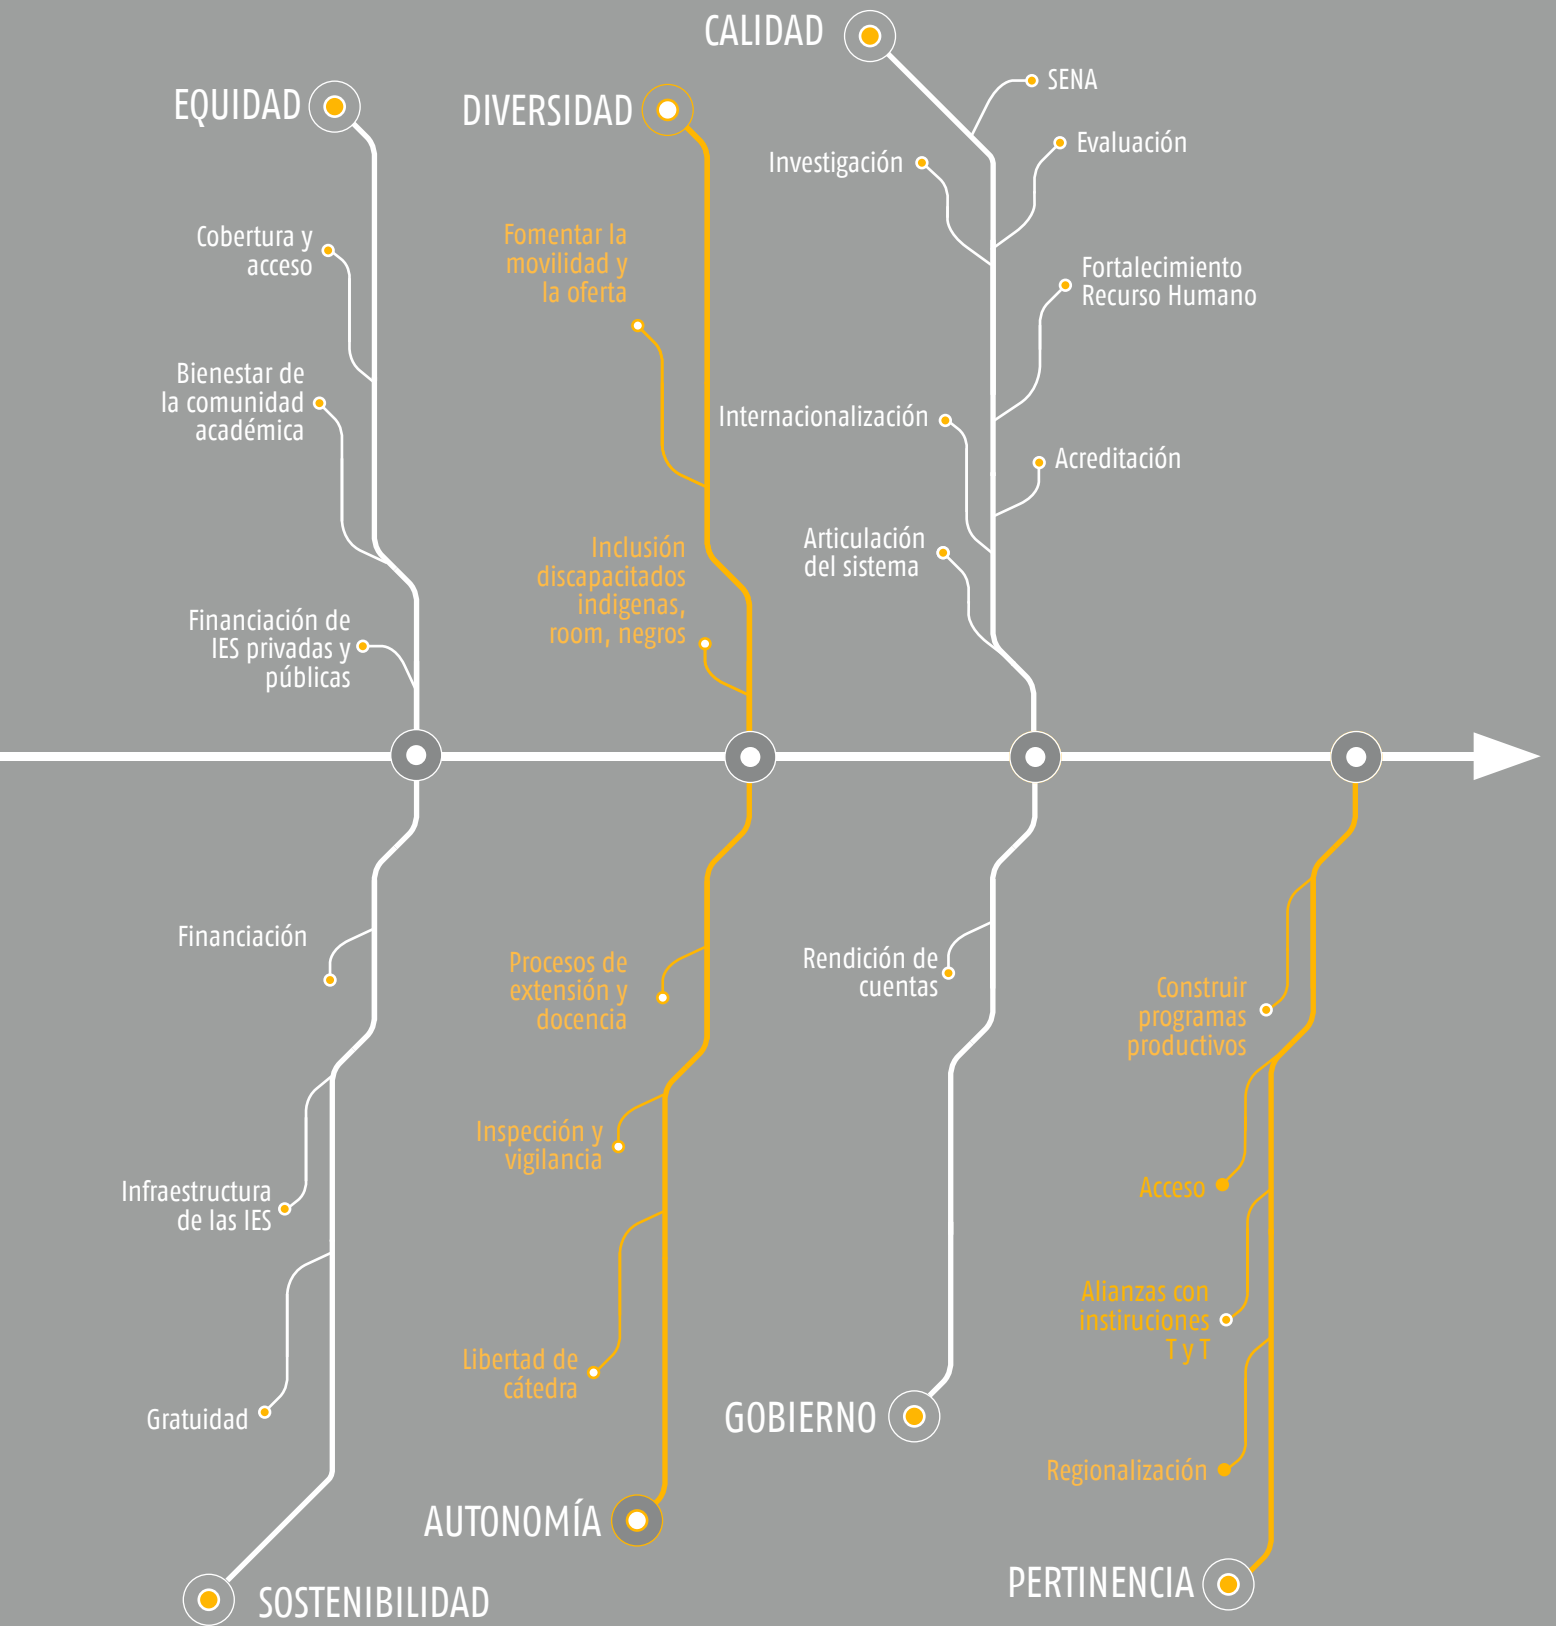 EQUIDAD
Cobertura y
acceso
Bienestar de
la comunidad
académica
Financiación de
IES privadas y
públicas
DIVERSIDAD
Fomentar la
movilidad y
la oferta
Inclusión
discapacitados
indigenas,
room, negros
CALIDAD
SENA
Investigación
Evaluación
Fortalecimiento
Recurso Humano
Internacionalización
Acreditación
Articulación
del sistema
Financiación
Infraestructura
de las IES
Gratuidad
SOSTENIBILIDAD
Procesos de
extensión y
docencia
Inspección y
vigilancia
Libertad de
cátedra
AUTONOMÍA
Rendición de
cuentas
GOBIERNO
Construir
programas
productivos
Acceso
Alianzas con
instiruciones
T y T
Regionalización
PERTINENCIA